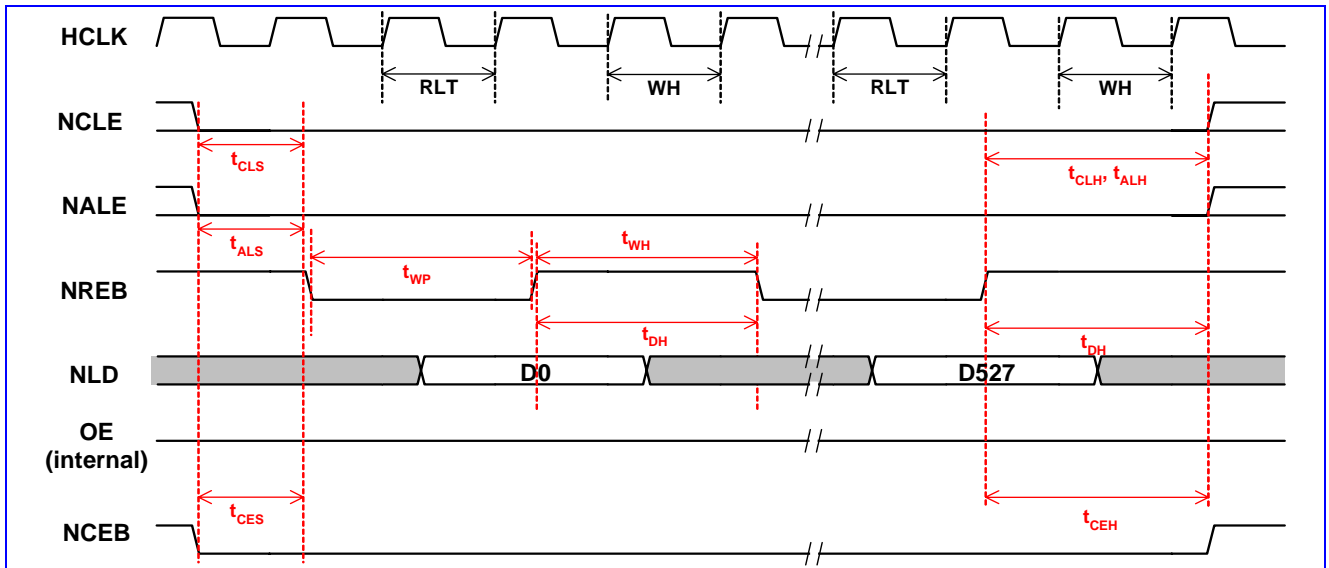 HCLK
RLT WH RLT WH
NCLE
tCLS tCLH, tALH
NALE
tALS tWH
NREB
tWP
tDH tDH
NLD D0 D527
OE
(internal)
tCES tCEH
NCEB